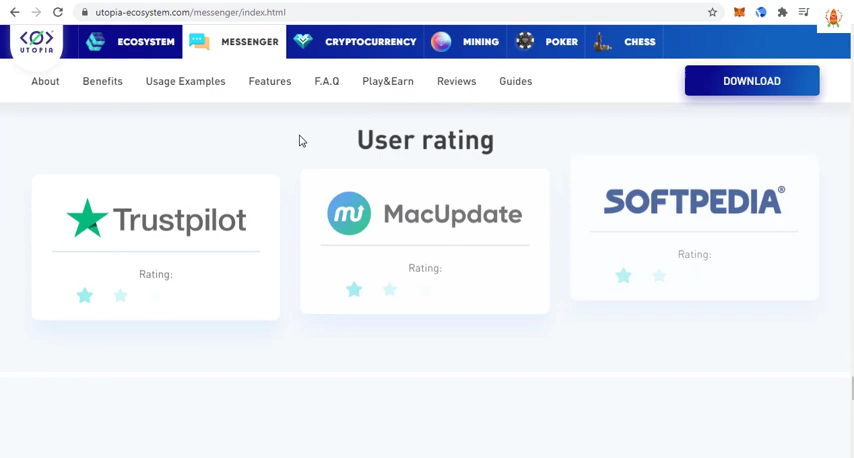 utopia-ecosystem.com/messenger/index.html
UTOPIA
ECOSYSTEM
MESSENGER
CRYPTOCURRENCY
MINING
POKER
CHESS
About
Benefits
Usage Examples
Features
F.A.Q
Play&Earn
Reviews
Guides
DOWNLOAD
User rating
Trustpilot
Rating:
MacUpdate
Rating:
SOFTPEDIA®
Rating: